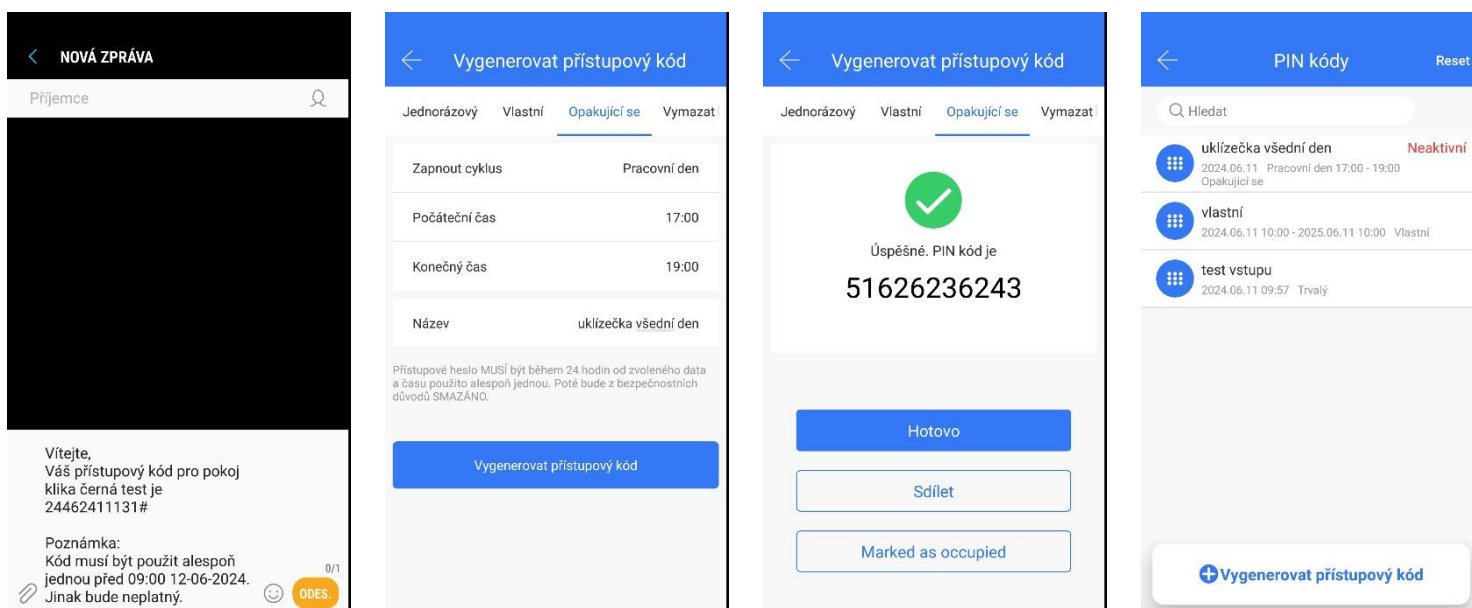 NOVÁ ZPRÁVA
Příjemce
Vítejte,
Váš přístupový kód pro pokoj
klika černá test je
24462411131#
Poznámka:
Kód musí být použit alespoň
jednou před 09:00 12-06-2024.
Jinak bude neplatný.
0/1
ODES.
Vygenerovat přístupový kód
Jednorázový Vlastní Opakující se Vymazat
Zapnout cyklus Pracovní den
Počáteční čas 17:00
Konečný čas 19:00
Název uklízečka všední den
Přístupové heslo MUSÍ být během 24 hodin od zvoleného data
a času použito alespoň jednou. Poté bude z bezpečnostních
důvodů SMAZÁNO.
Vygenerovat přístupový kód
Vygenerovat přístupový kód
Jednorázový Vlastní Opakující se Vymazat
Úspěšné. PIN kód je
51626236243
Hotovo
Sdílet
Marked as occupied
PIN kódy Reset
Hledat
uklízečka všední den Neaktivní
2024.06.11 Pracovní den 17:00 - 19:00
Opakující se
vlastní
2024.06.11 10:00 - 2025.06.11 10:00 Vlastní
test vstupu
2024.06.11 09:57 Trvalý
Vygenerovat přístupový kód